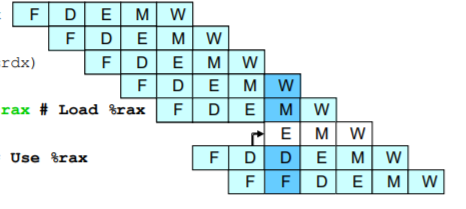 F D E M W
F D E M W
rdx) F D E M W
F D E M W
rax # Load %rax F D E M W
E M W
Use %rax F D D E M W
F F D E M W